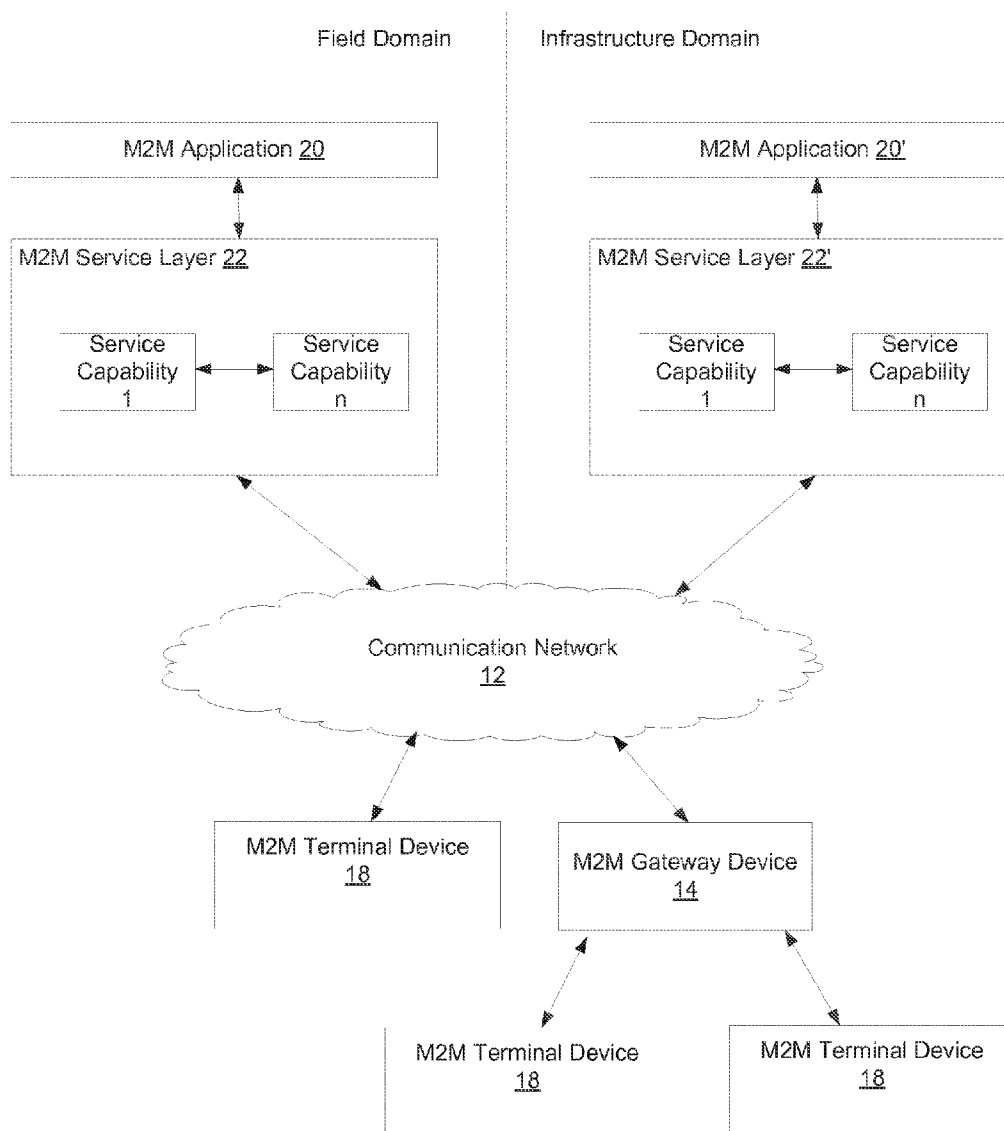 Field Domain
Infrastructure Domain
M2M Application 20
M2M Application 20'
M2M Service Layer 22
M2M Service Layer 22'
Service
Capability
1
Service
Capability
n
Service
Capability
1
Service
Capability
n
Communication Network
12
M2M Terminal Device
18
M2M Gateway Device
14
M2M Terminal Device
18
M2M Terminal Device
18